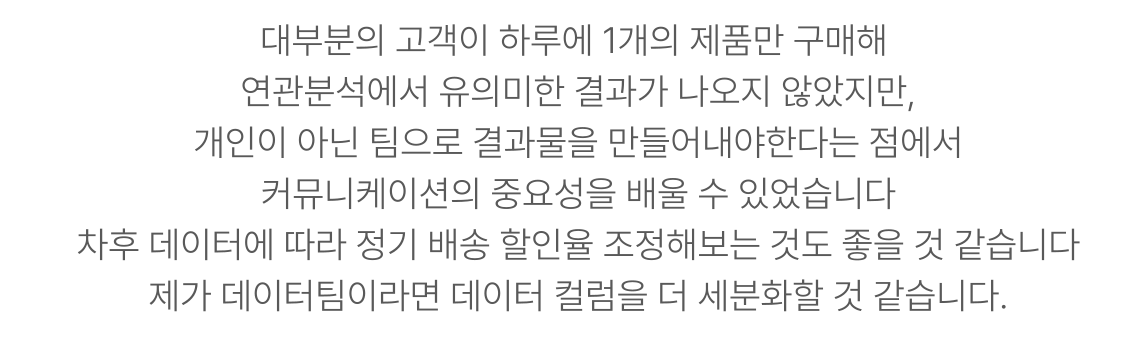 대부분의 고객이 하루에 1개의 제품만 구매해
연관분석에서 유의미한 결과가 나오지 않았지만,
개인이 아닌 팀으로 결과물을 만들어내야한다는 점에서
커뮤니케이션의 중요성을 배울 수 있었습니다
차후 데이터에 따라 정기 배송 할인율 조정해보는 것도 좋을 것 같습니다
제가 데이터팀이라면 데이터 컬럼을 더 세분화할 것 같습니다.